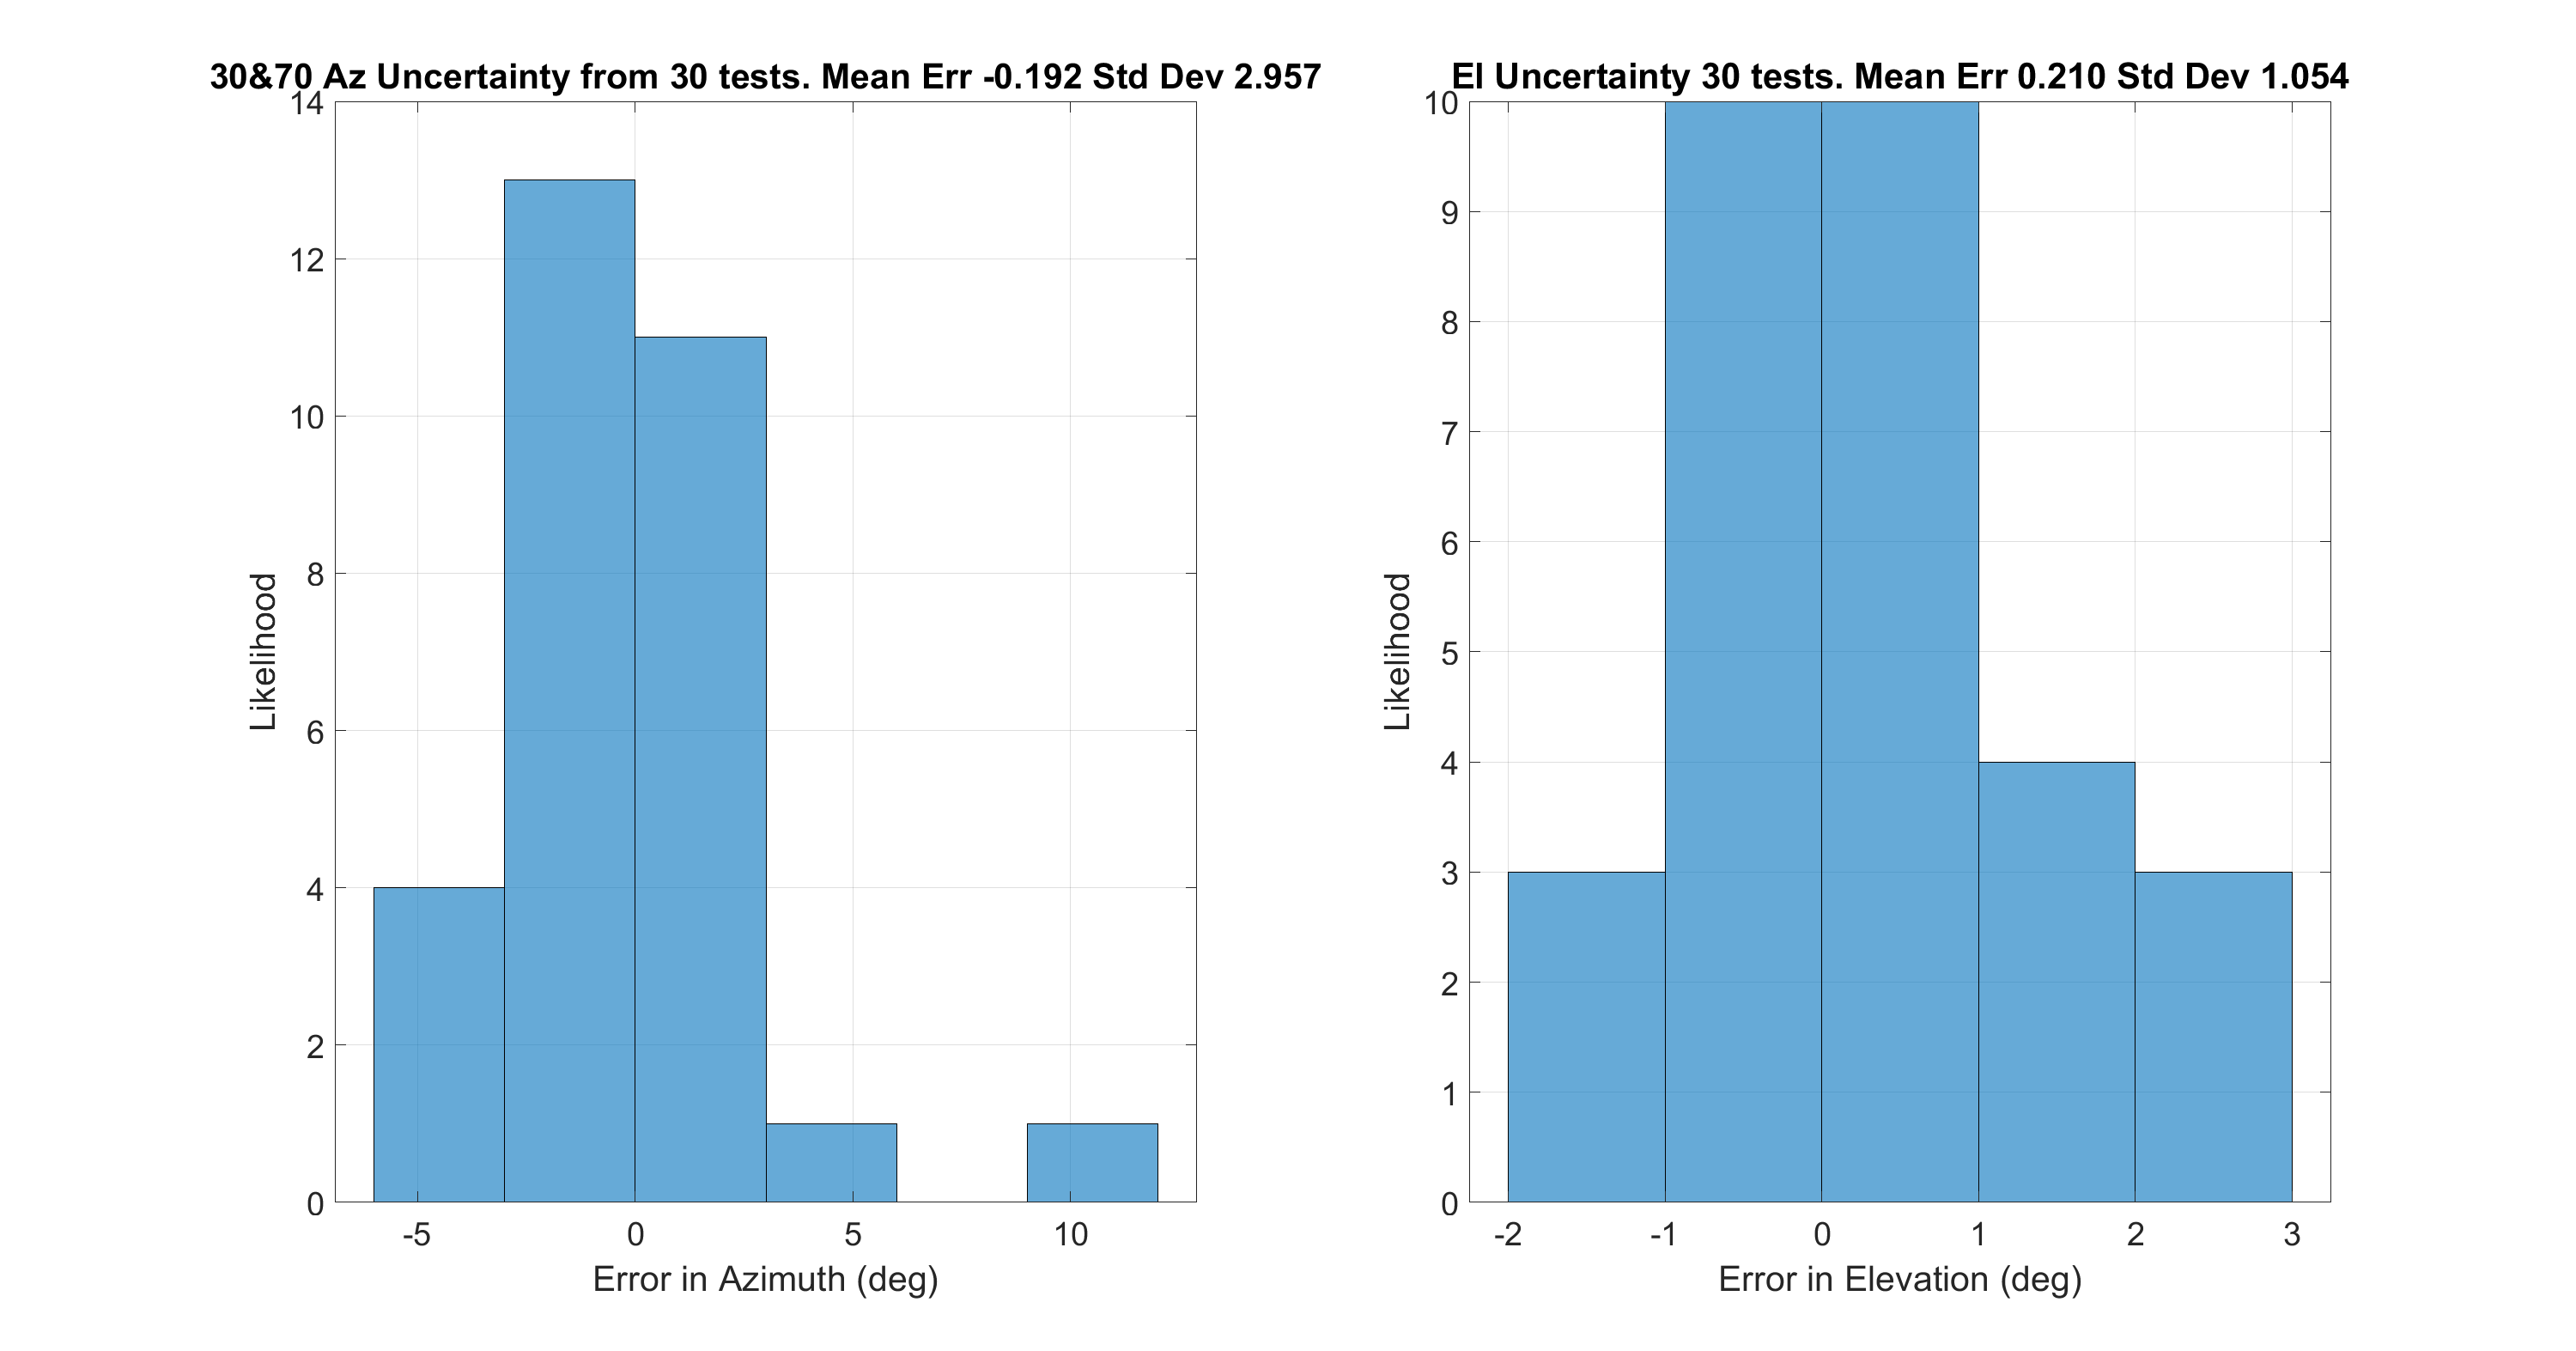 30&70 Az Uncertainty from 30 tests. Mean Err -0.192 Std Dev 2.957
14
12
10
8
6
4
2
0
Likelihood
-5 0 5 10
Error in Azimuth (deg)
El Uncertainty 30 tests. Mean Err 0.210 Std Dev 1.054
10
9
8
7
6
5
4
3
2
1
0
Likelihood
-2 -1 0 1 2 3
Error in Elevation (deg)